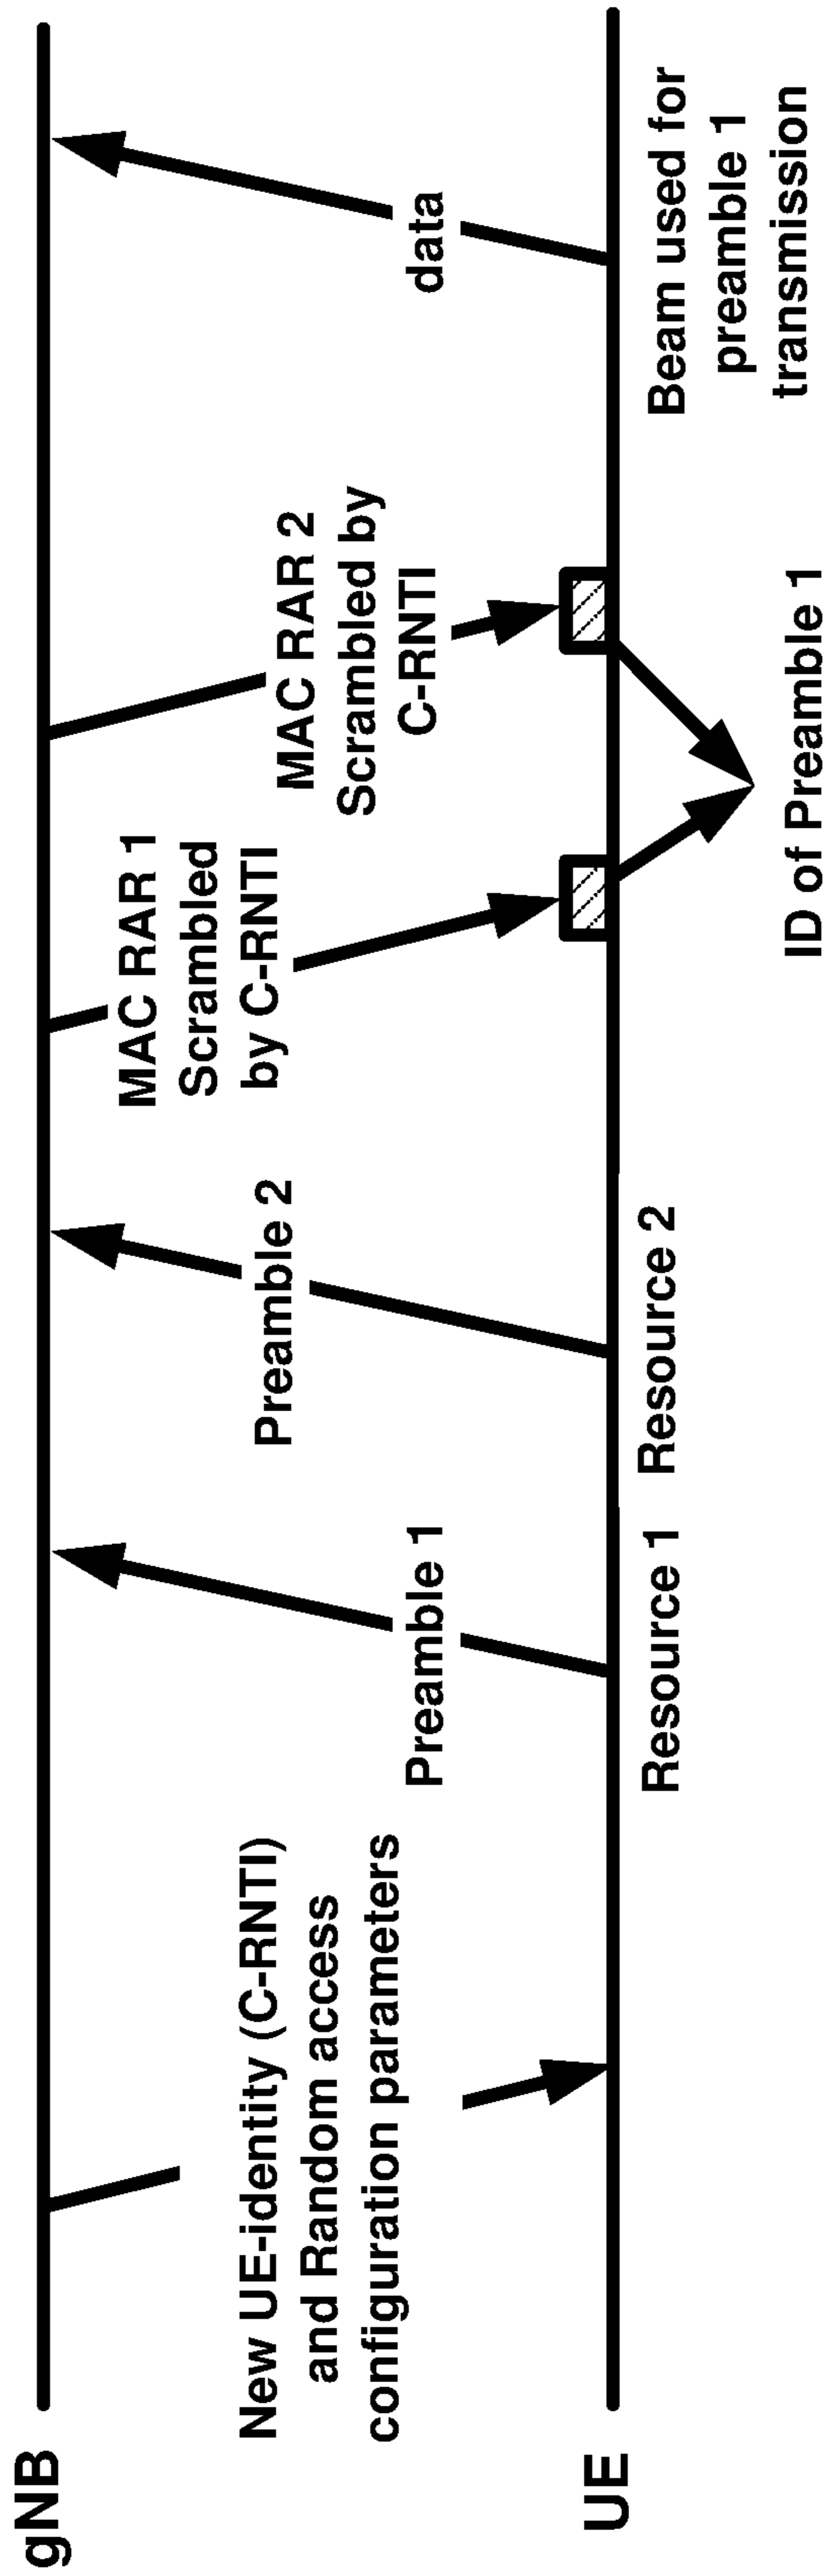 gNB
New UE-identity (C-RNTI)
and Random access
configuration parameters
Preamble 1
Preamble 2
MAC RAR 1
Scrambled
by C-RNTI
MAC RAR 2
Scrambled by
C-RNTI
data
UE
Resource 1
Resource 2
ID of Preamble 1
Beam used for
preamble 1
transmission